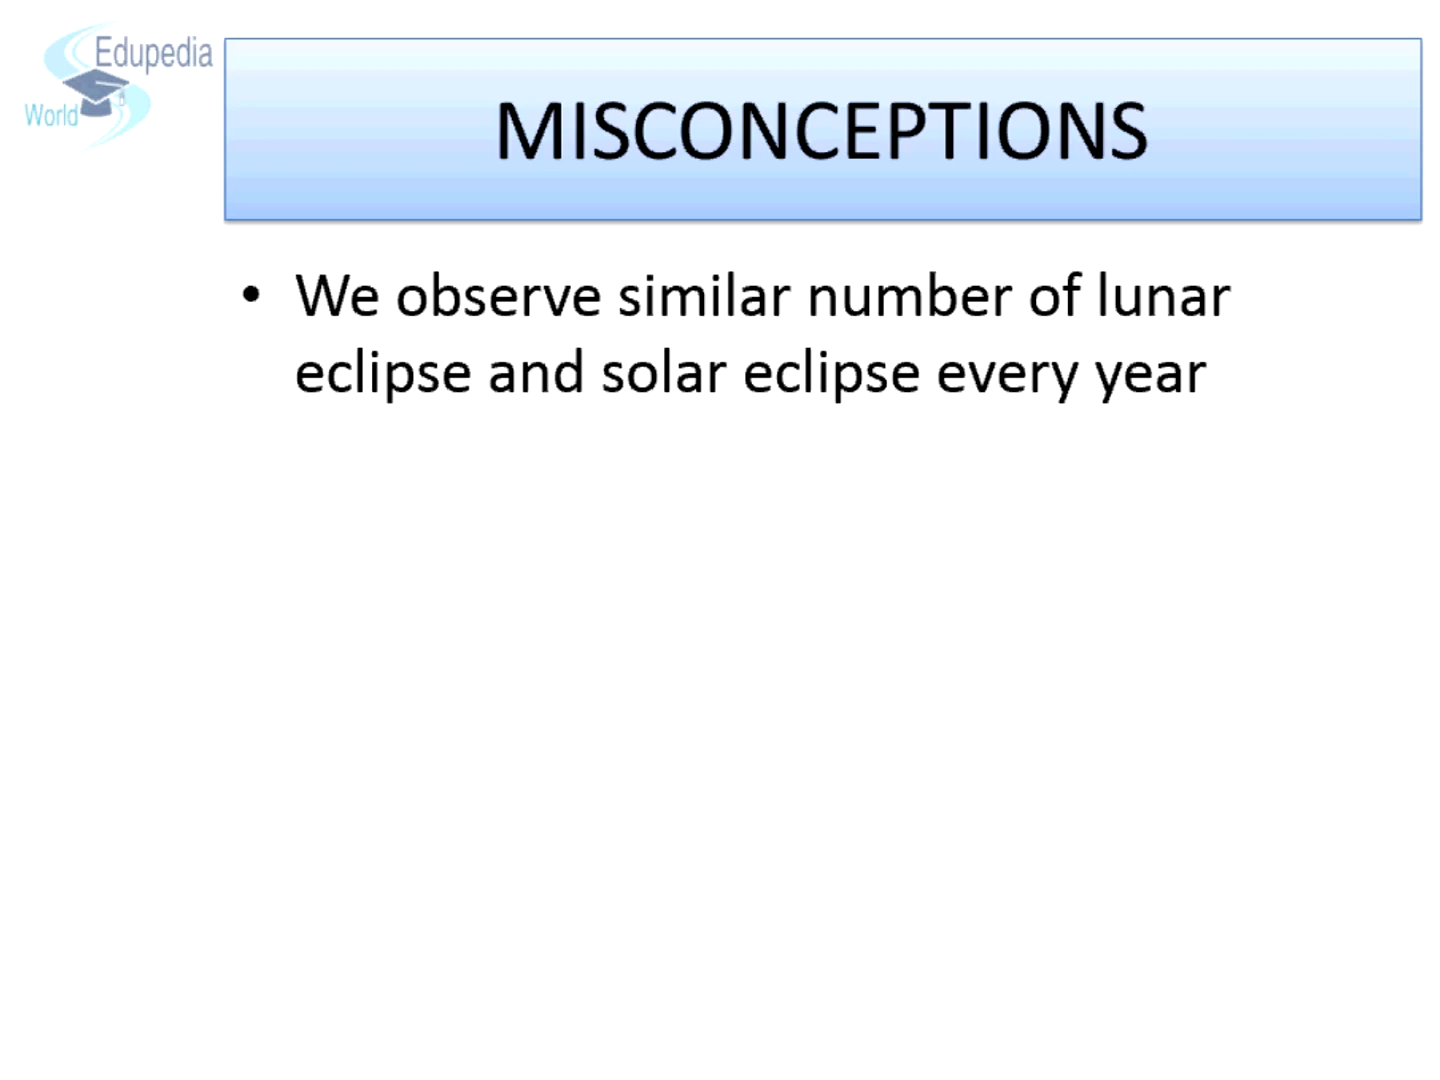 Edupedia
World
MISCONCEPTIONS
• We observe similar number of lunar
eclipse and solar eclipse every year